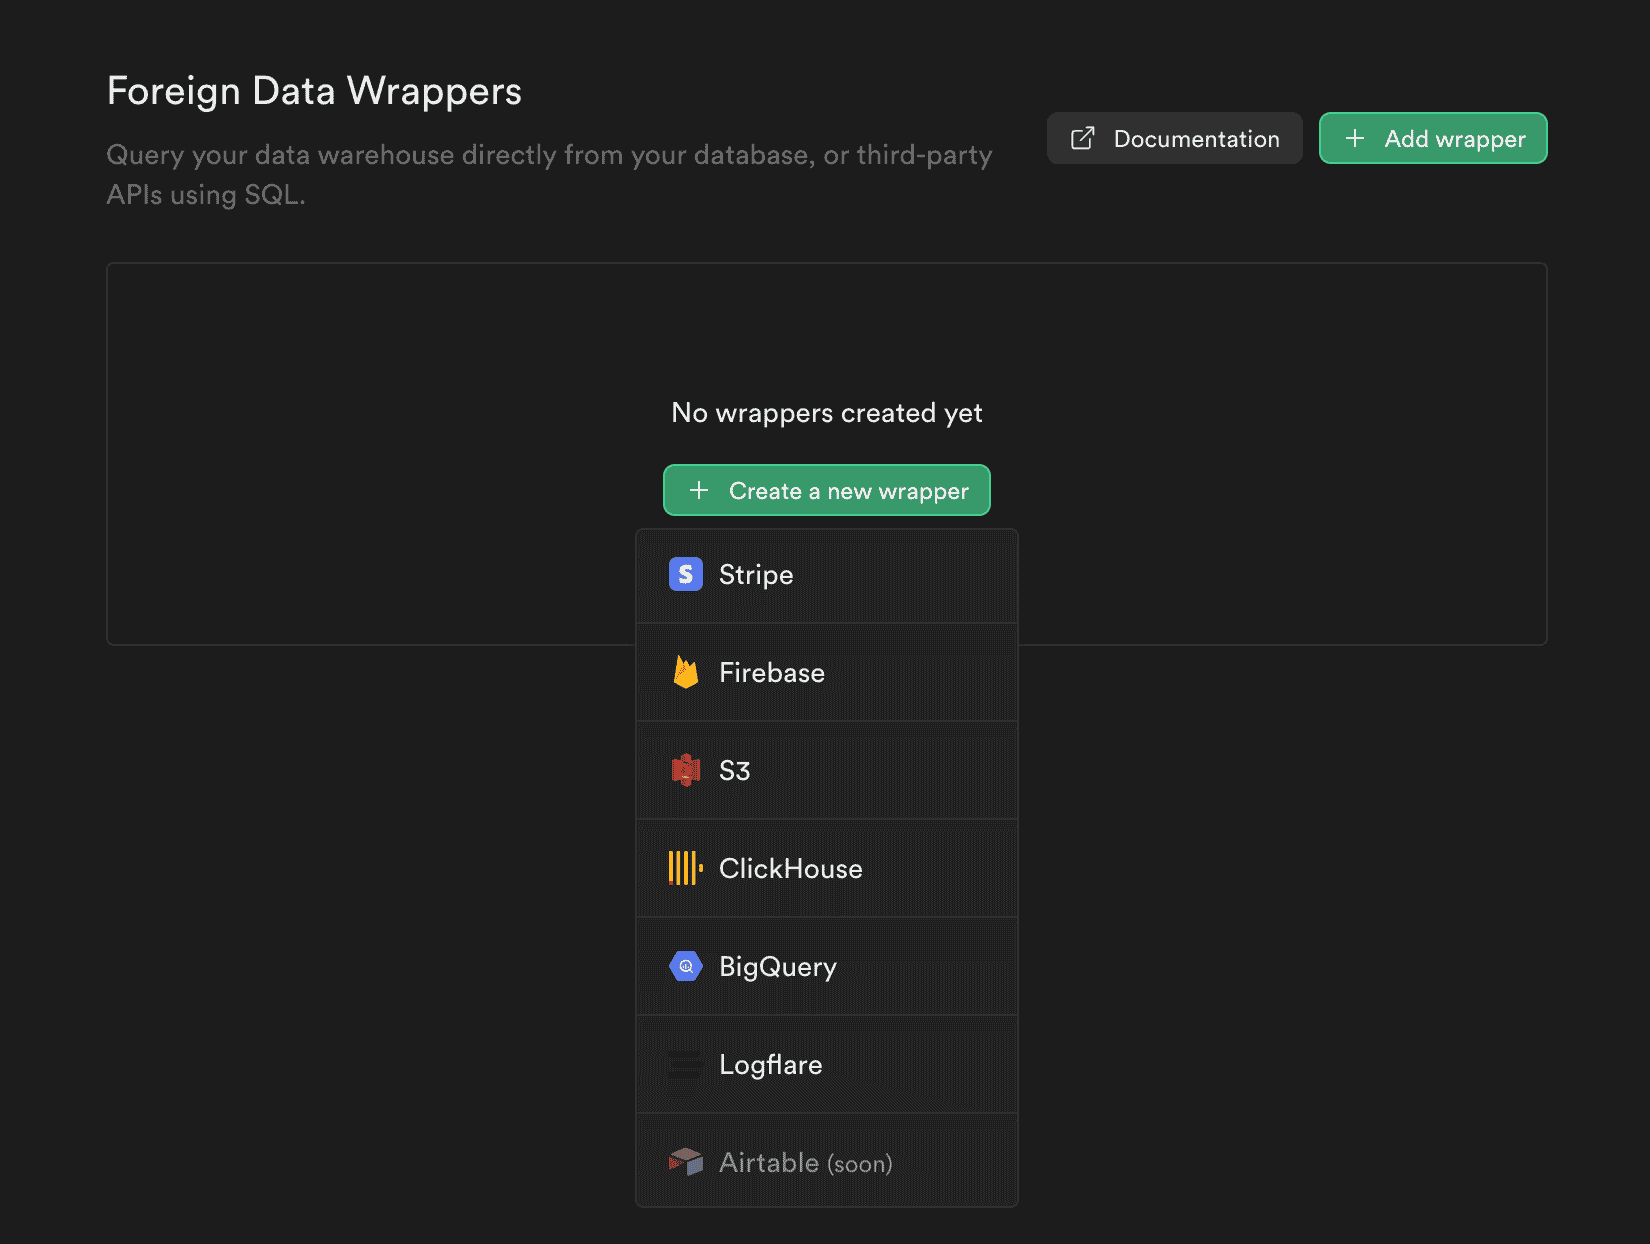 Foreign Data Wrappers
Query your data warehouse directly from your database, or third-party
APIs using SQL.
Documentation
Add wrapper
No wrappers created yet
Create a new wrapper
Stripe
Firebase
S3
ClickHouse
BigQuery
Logflare
Airtable (soon)